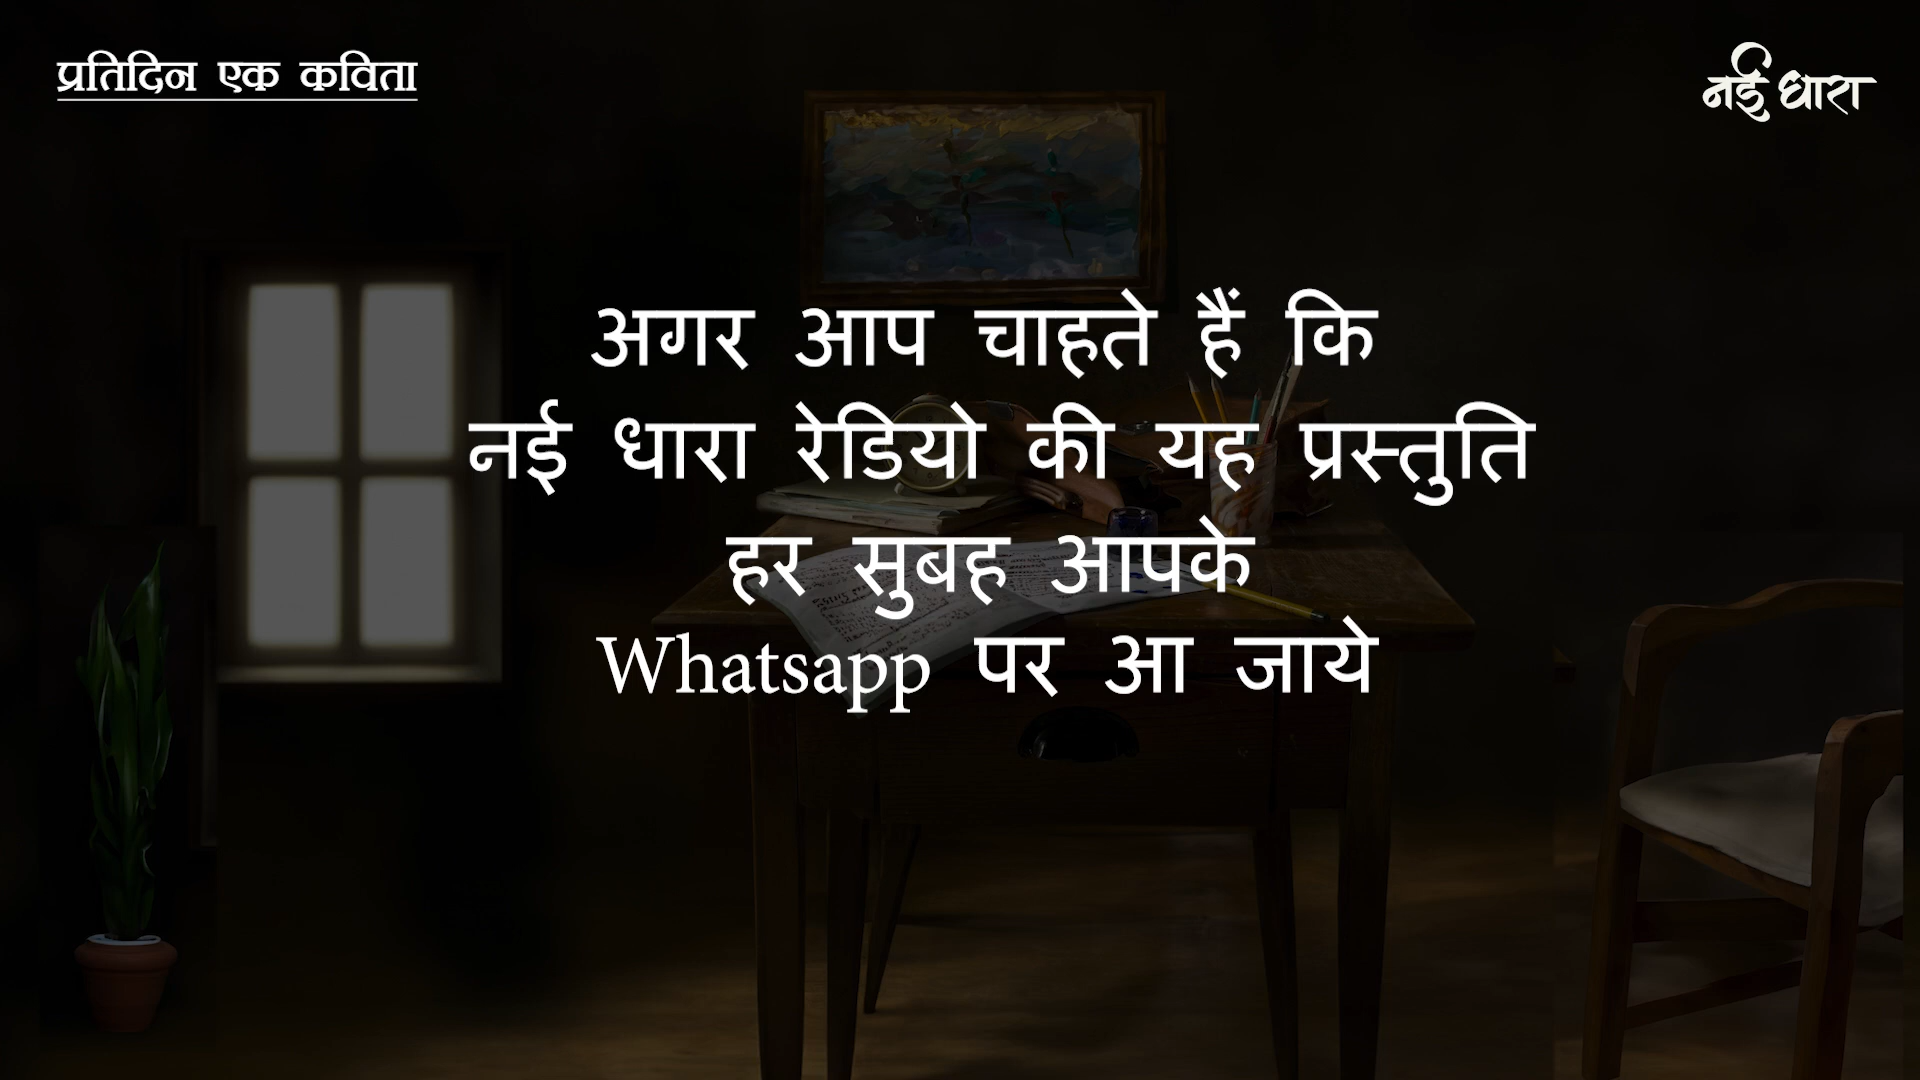 प्रतिदिन एक कविता
नई धारा
अगर आप चाहते हैं कि
नई धारा रेडियो की यह प्रस्तुति
हर सुबह आपके
Whatsapp पर आ जाये